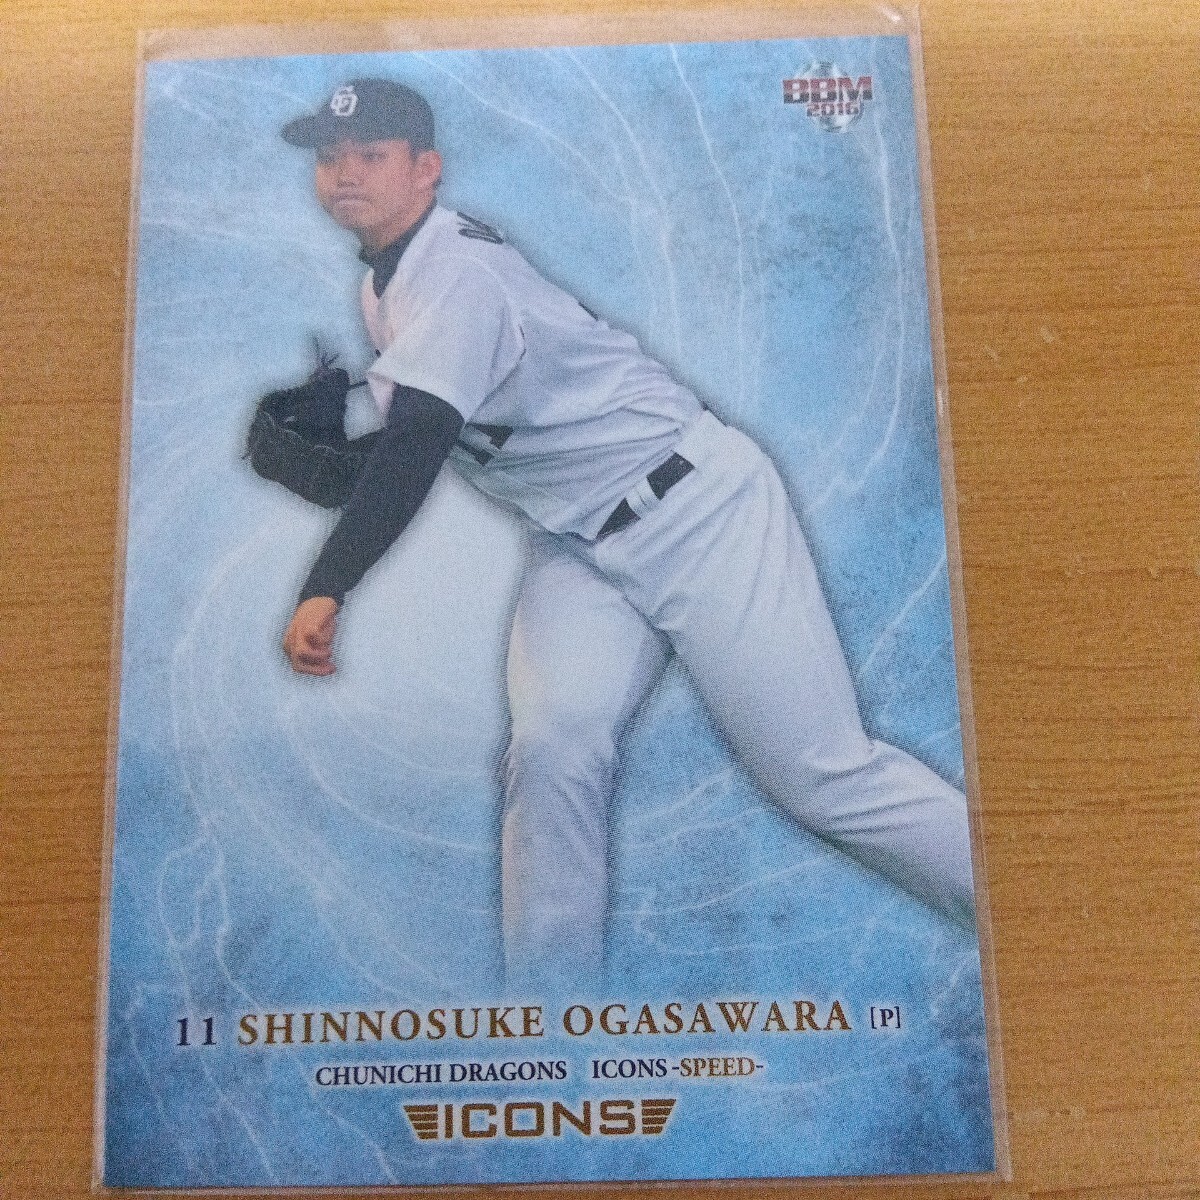 BBM
2016
11 SHINNOSUKE OGASAWARA [P]
CHUNICHI DRAGONS ICONS -SPEED-
ICONS